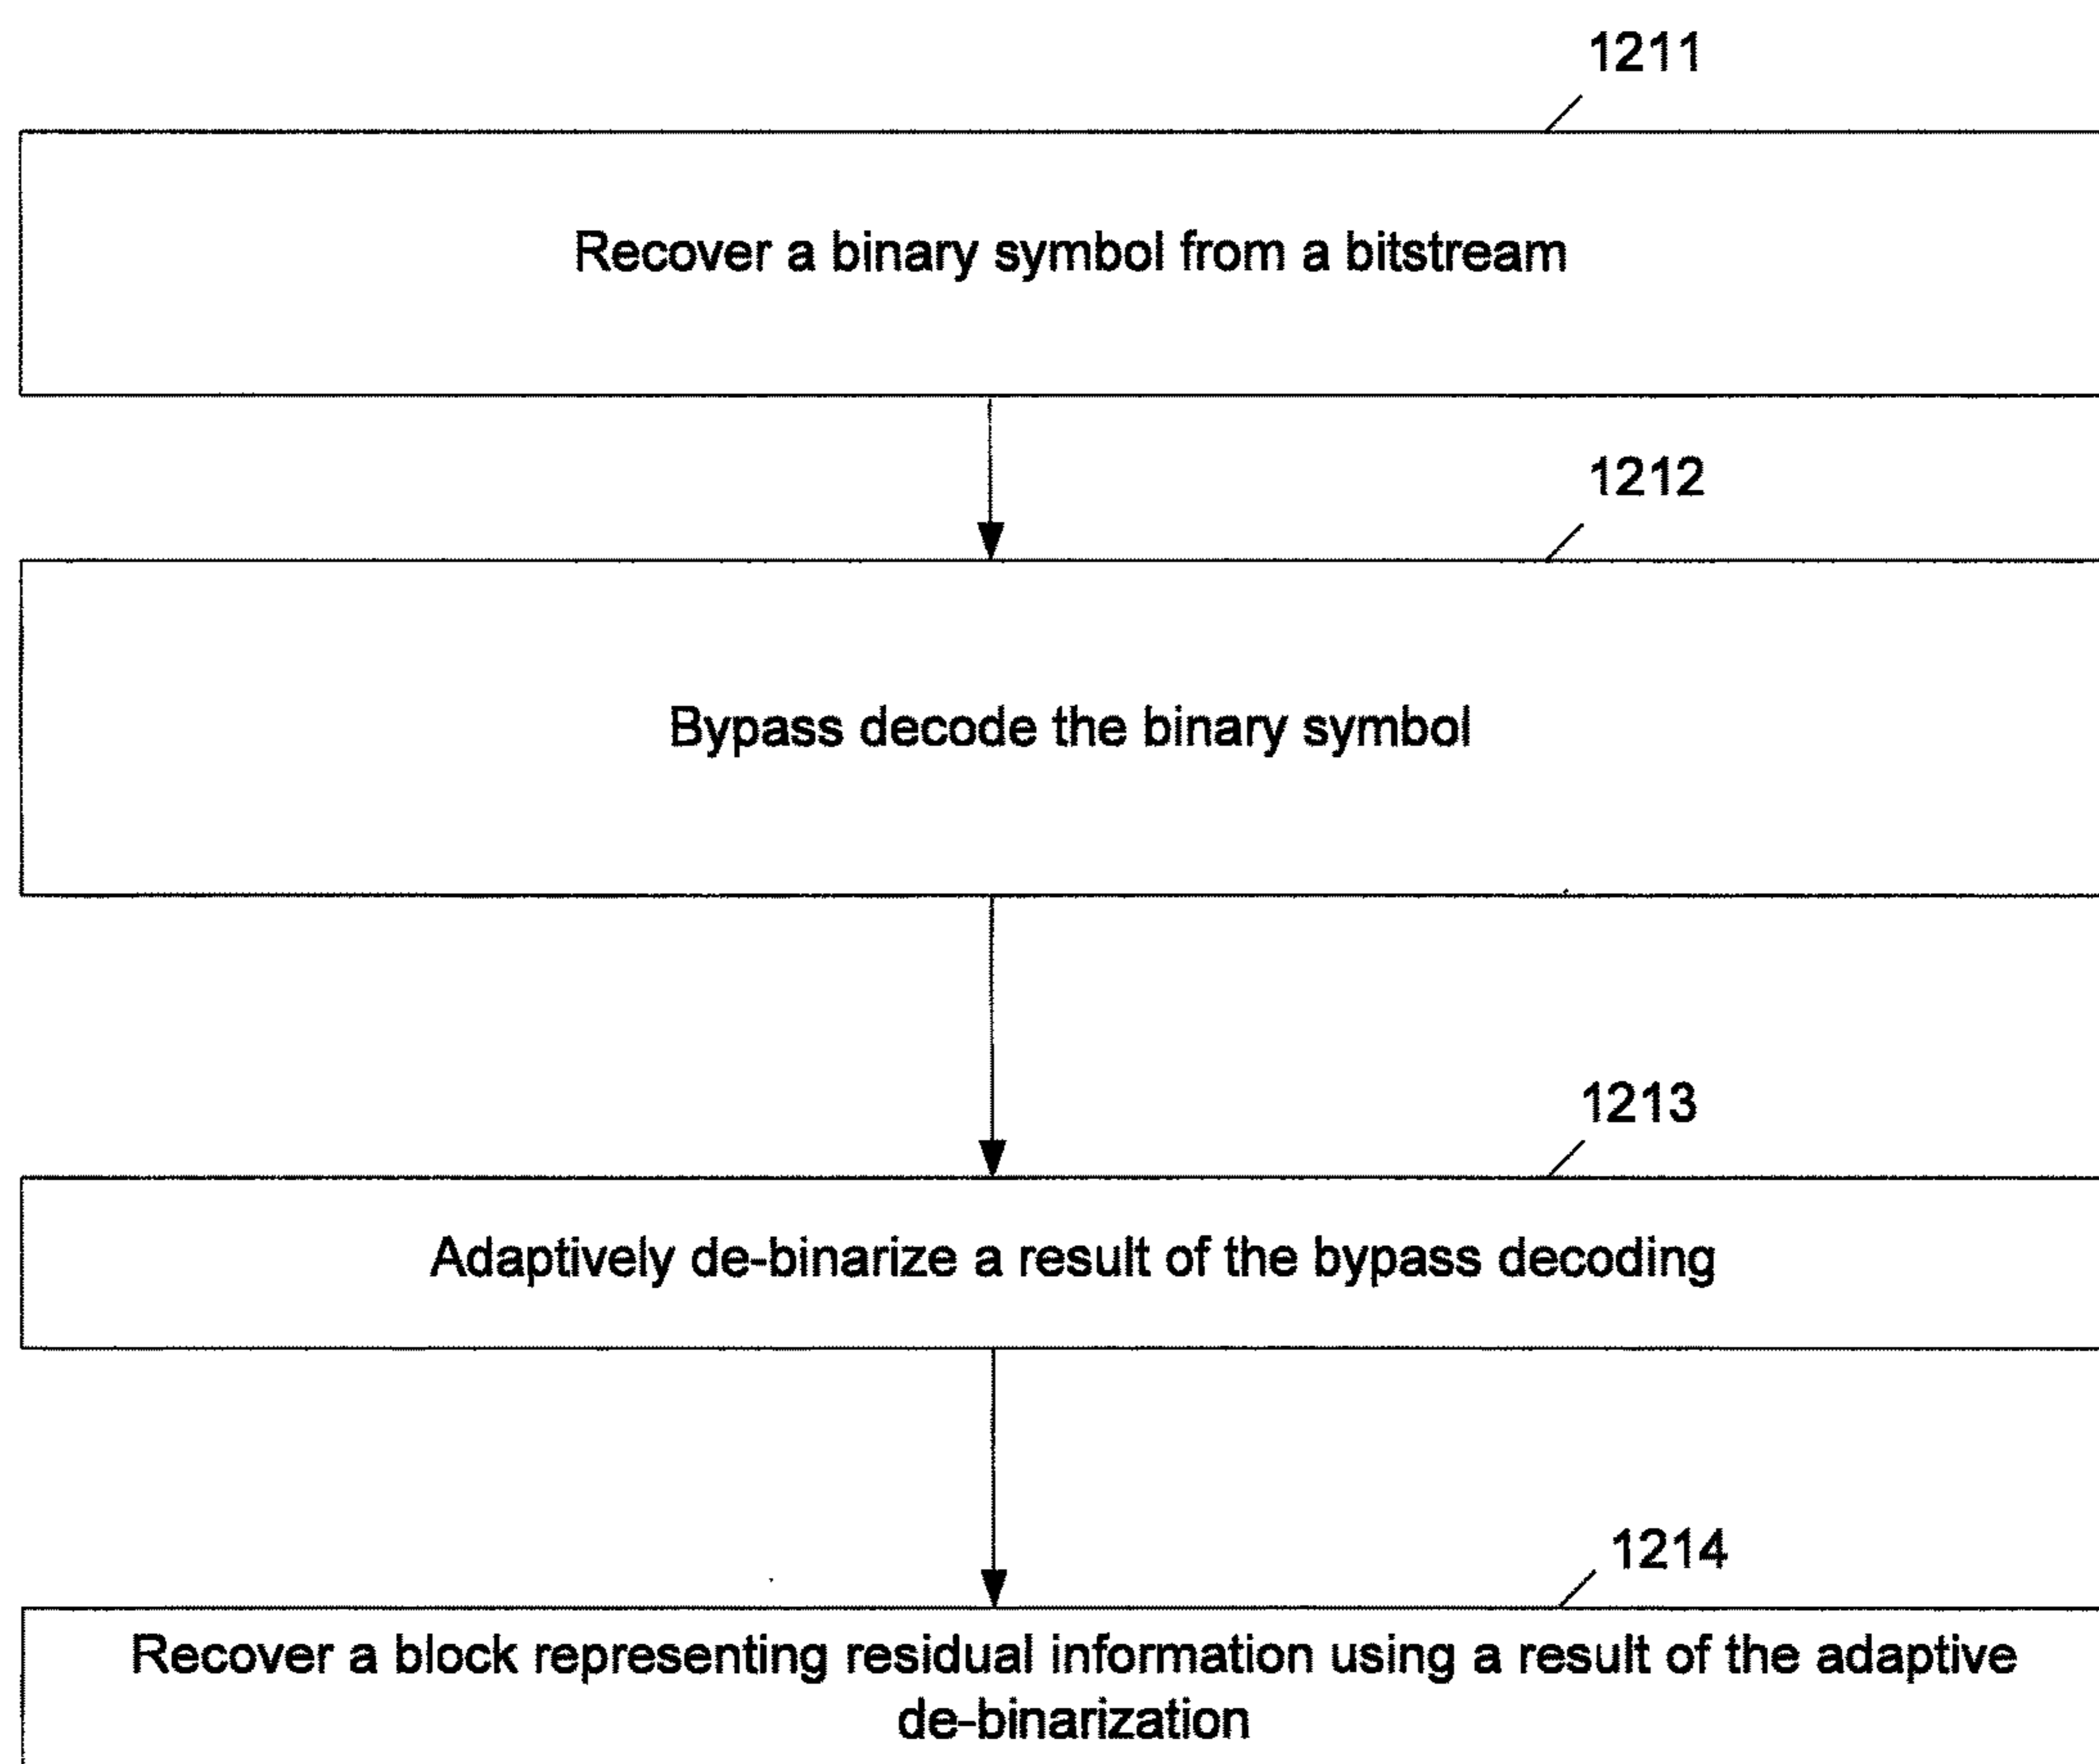 1211
Recover a binary symbol from a bitstream
1212
Bypass decode the binary symbol
1213
Adaptively de-binarize a result of the bypass decoding
1214
Recover a block representing residual information using a result of the adaptive
de-binarization